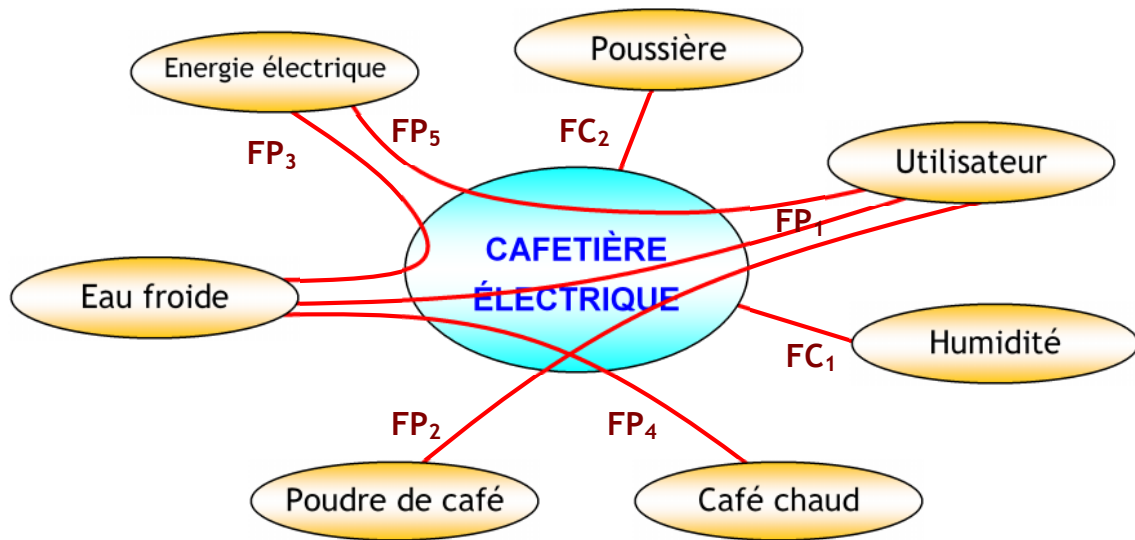 Poussière
Energie électrique
FP₅
FC₂
FP₃
Utilisateur
FP₁
CAFETIÈRE
ÉLECTRIQUE
Eau froide
Humidité
FC₁
FP₂
FP₄
Poudre de café
Café chaud